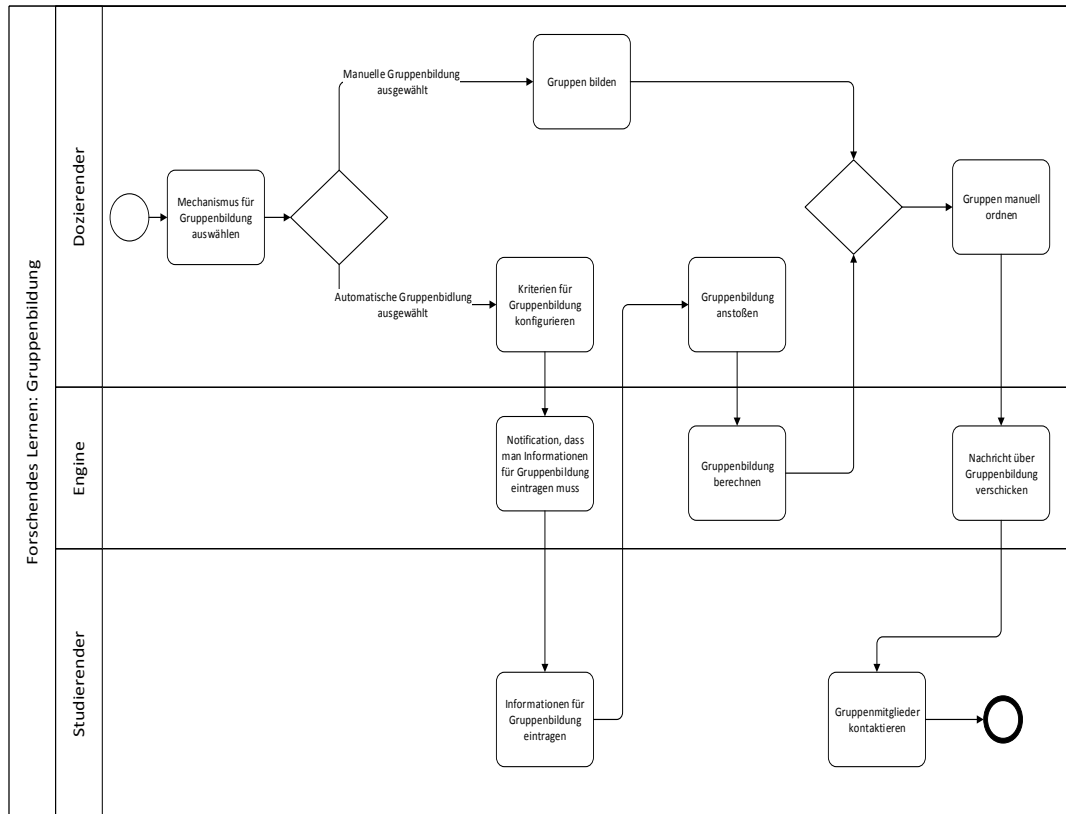 Forschendes Lernen: Gruppenbildung
Dozierender
Manuelle Gruppenbildung
ausgewählt
Gruppen bilden
Mechanismus für
Gruppenbildung
auswählen
Gruppen manuell
ordnen
Automatische Gruppenbidlung
ausgewählt
Kriterien für
Gruppenbildung
konfigurieren
Gruppenbildung
anstoßen
Engine
Notification, dass
man Informationen
für Gruppenbildung
eintragen muss
Gruppenbildung
berechnen
Nachricht über
Gruppenbildung
verschicken
Studierender
Informationen für
Gruppenbildung
eintragen
Gruppenmitglieder
kontaktieren